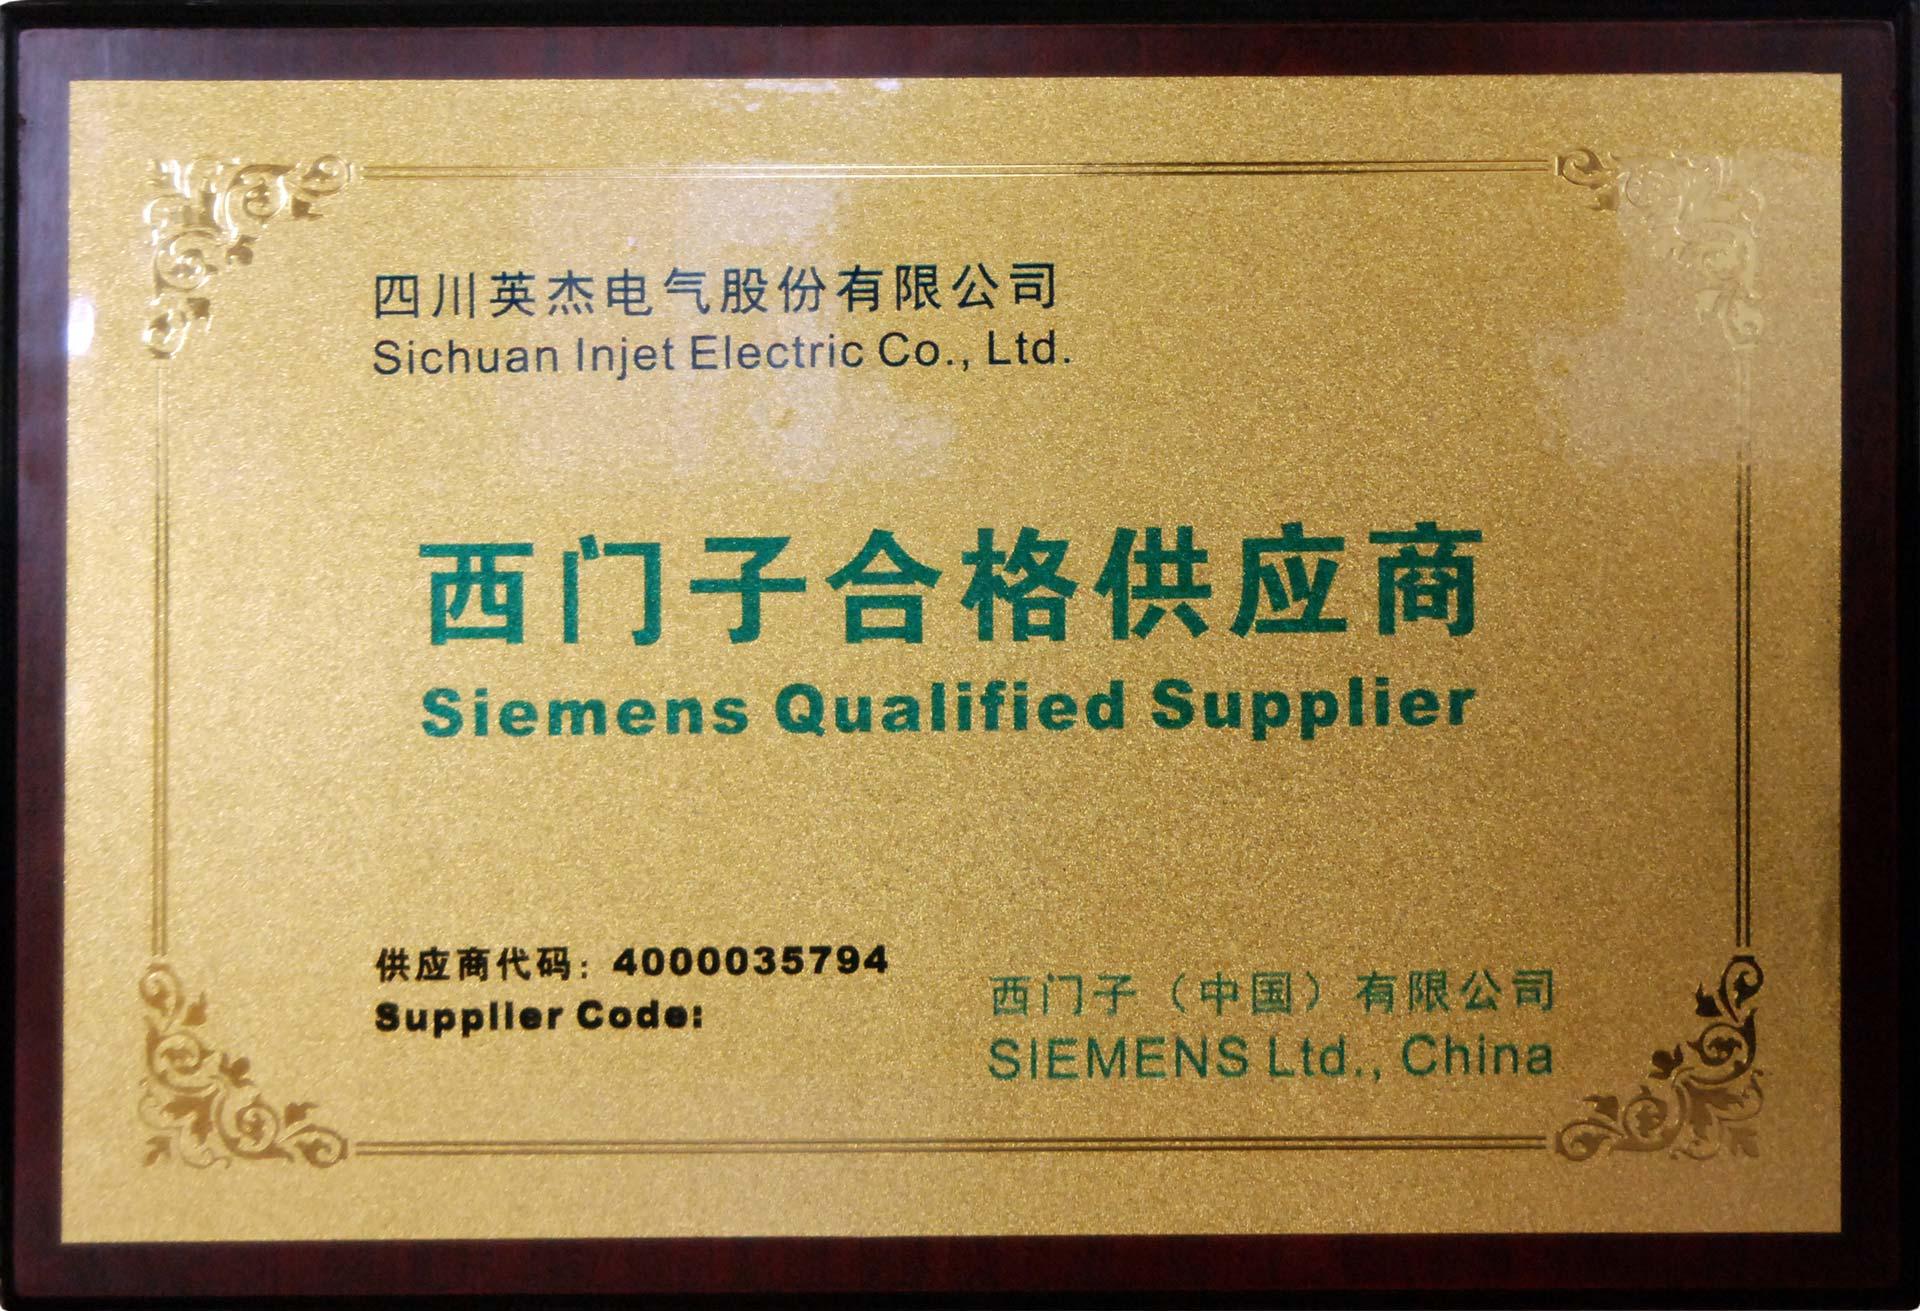 四川英杰电气股份有限公司
Sichuan Injet Electric Co., Ltd.
西门子合格供应商
Siemens Qualified Supplier
供应商代码: 4000035794
Supplier Code:
西门子（中国）有限公司
SIEMENS Ltd., China